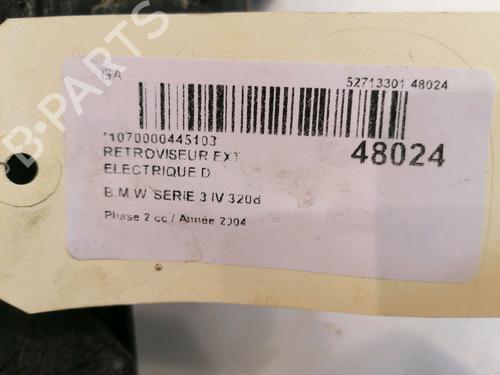 GA
52713301 48024
*1070000445103
48024
RETROVISEUR EXT
ELECTRIQUE D
B.M.W. SERIE 3 IV 320d
Phase 2 cc / Année 2004
B-PARTS